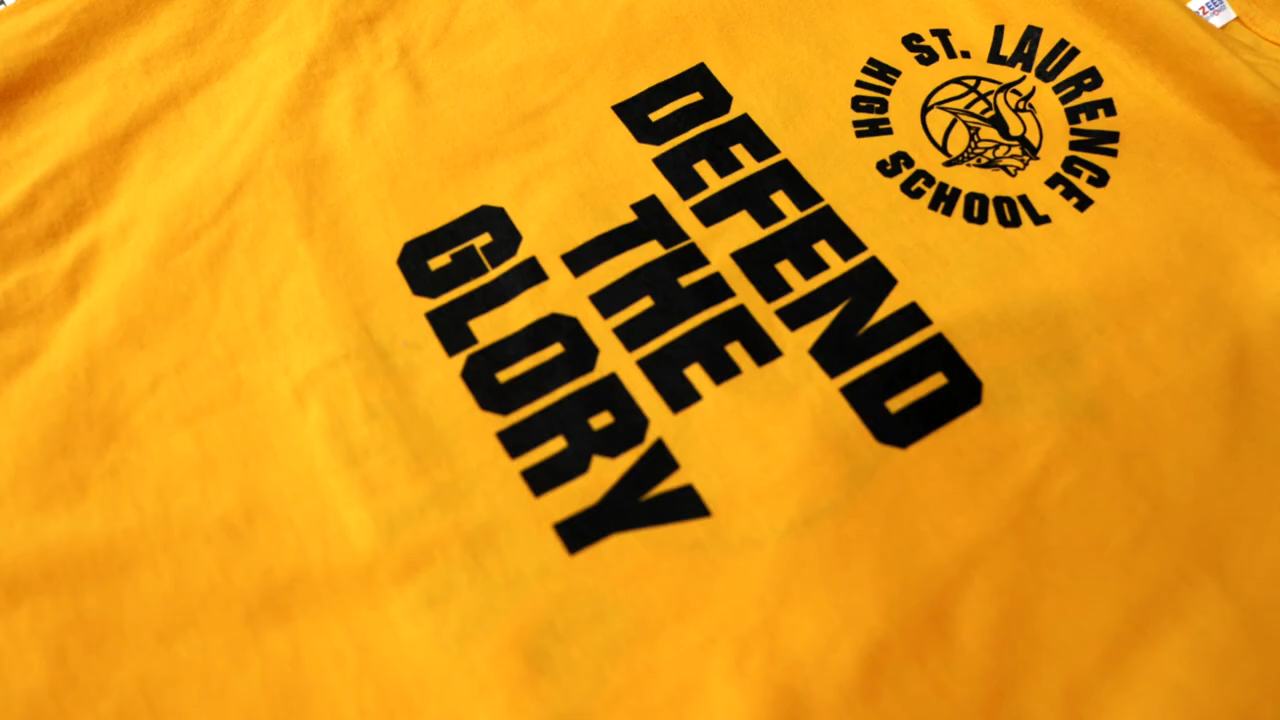 ST. LAURENCE
HIGH SCHOOL
DEFEND
THE
GLORY